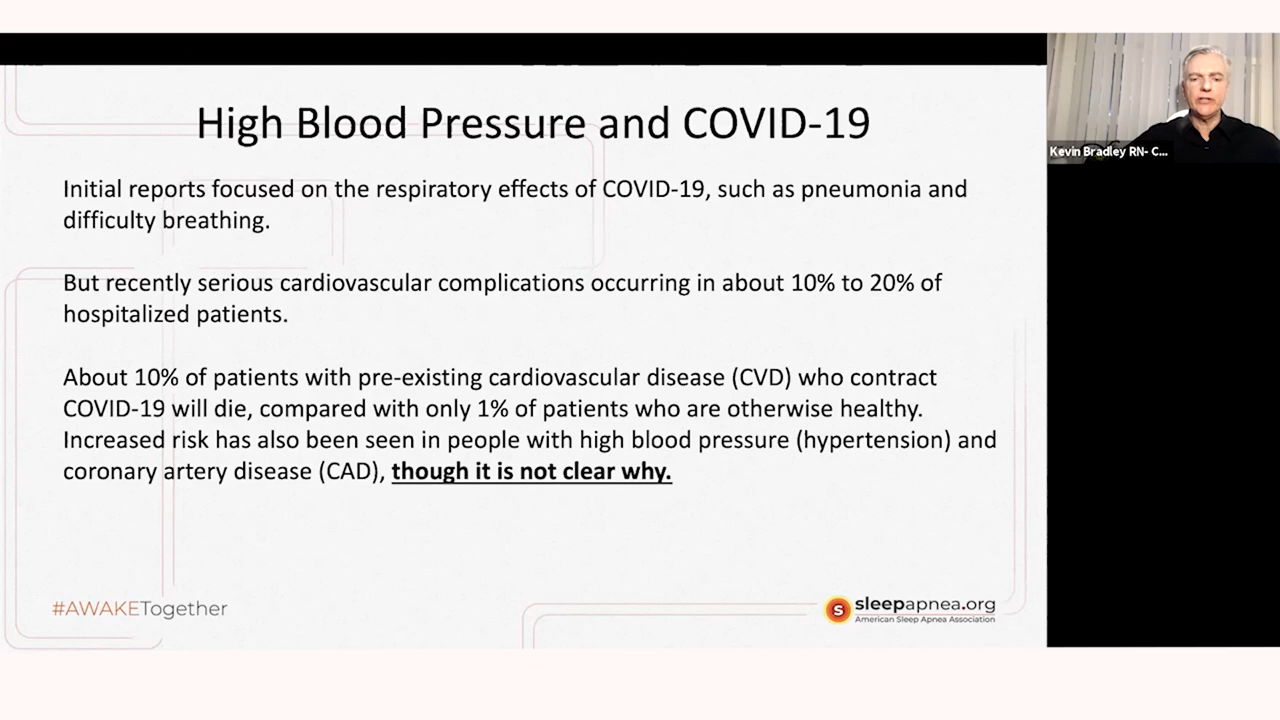 High Blood Pressure and COVID-19
Kevin Bradley RN- C...
Initial reports focused on the respiratory effects of COVID-19, such as pneumonia and
difficulty breathing.
But recently serious cardiovascular complications occurring in about 10% to 20% of
hospitalized patients.
About 10% of patients with pre-existing cardiovascular disease (CVD) who contract
COVID-19 will die, compared with only 1% of patients who are otherwise healthy.
Increased risk has also been seen in people with high blood pressure (hypertension) and
coronary artery disease (CAD), though it is not clear why.
#AWAKETogether
s
sleepapnea.org
American Sleep Apnea Association